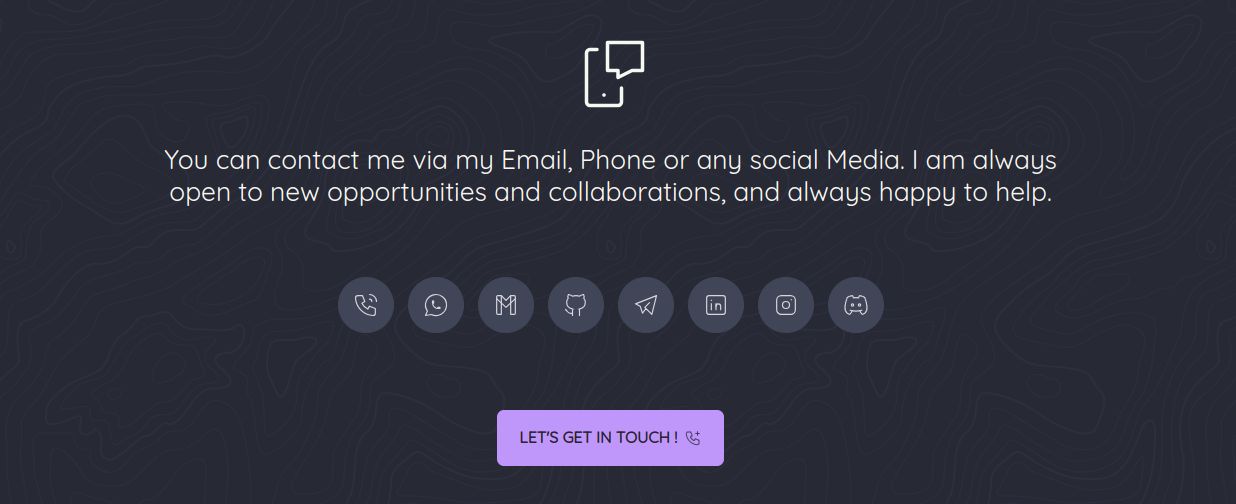 You can contact me via my Email, Phone or any social Media. I am always
open to new opportunities and collaborations, and always happy to help.
LET'S GET IN TOUCH !